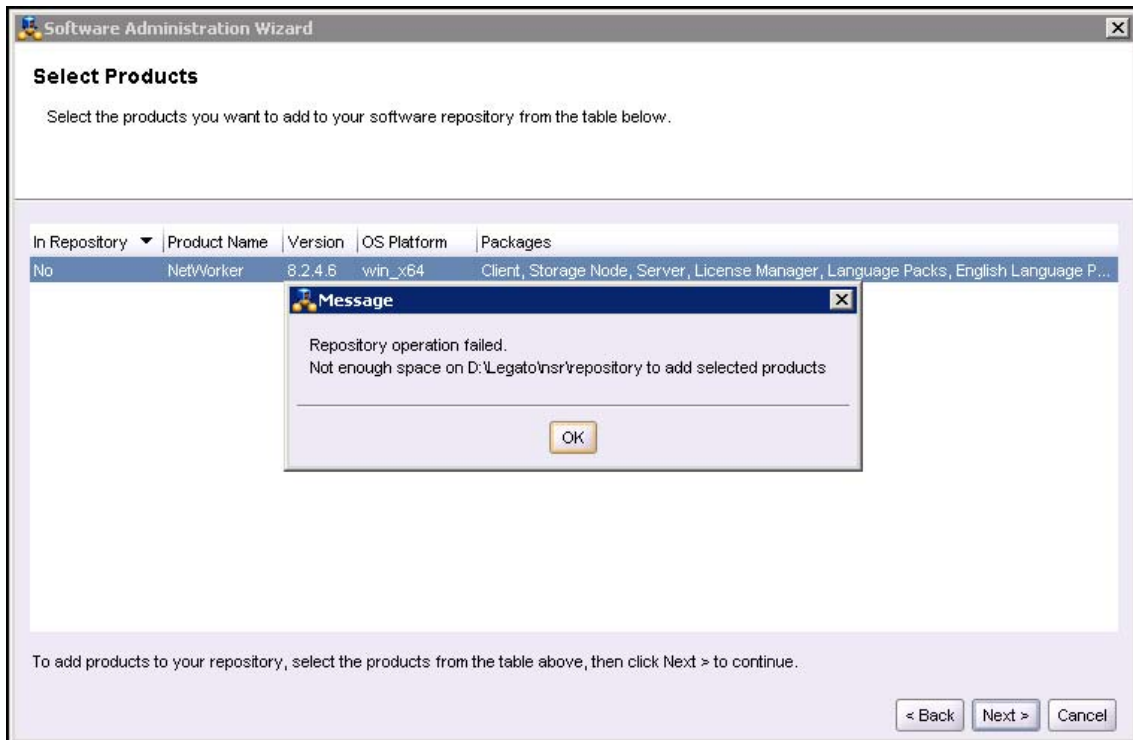 Software Administration Wizard
Select Products
Select the products you want to add to your software repository from the table below.
In Repository Product Name Version OS Platform Packages
No NetWorker 8.2.4.6 win_x64 Client, Storage Node, Server, License Manager, Language Packs, English Language P...
Message
Repository operation failed.
Not enough space on D:\Legato\nsr\repository to add selected products
OK
To add products to your repository, select the products from the table above, then click Next > to continue.
< Back Next > Cancel